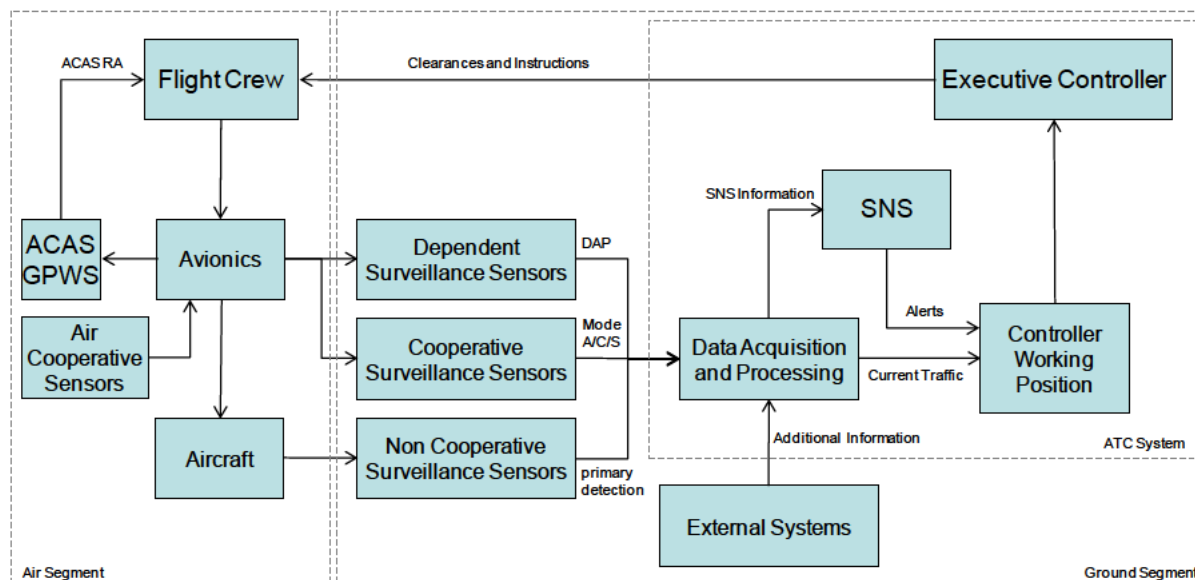 ACAS RA
Flight Crew
Clearances and Instructions
Executive Controller
SNS Information
SNS
ACAS
GPWS
Avionics
Dependent
Surveillance Sensors
DAP
Alerts
Air
Cooperative
Sensors
Cooperative
Surveillance Sensors
Mode
A/C/S
Data Acquisition
and Processing
Current Traffic
Controller
Working
Position
Aircraft
Non Cooperative
Surveillance Sensors
primary
detection
Additional Information
ATC System
External Systems
Air Segment
Ground Segment